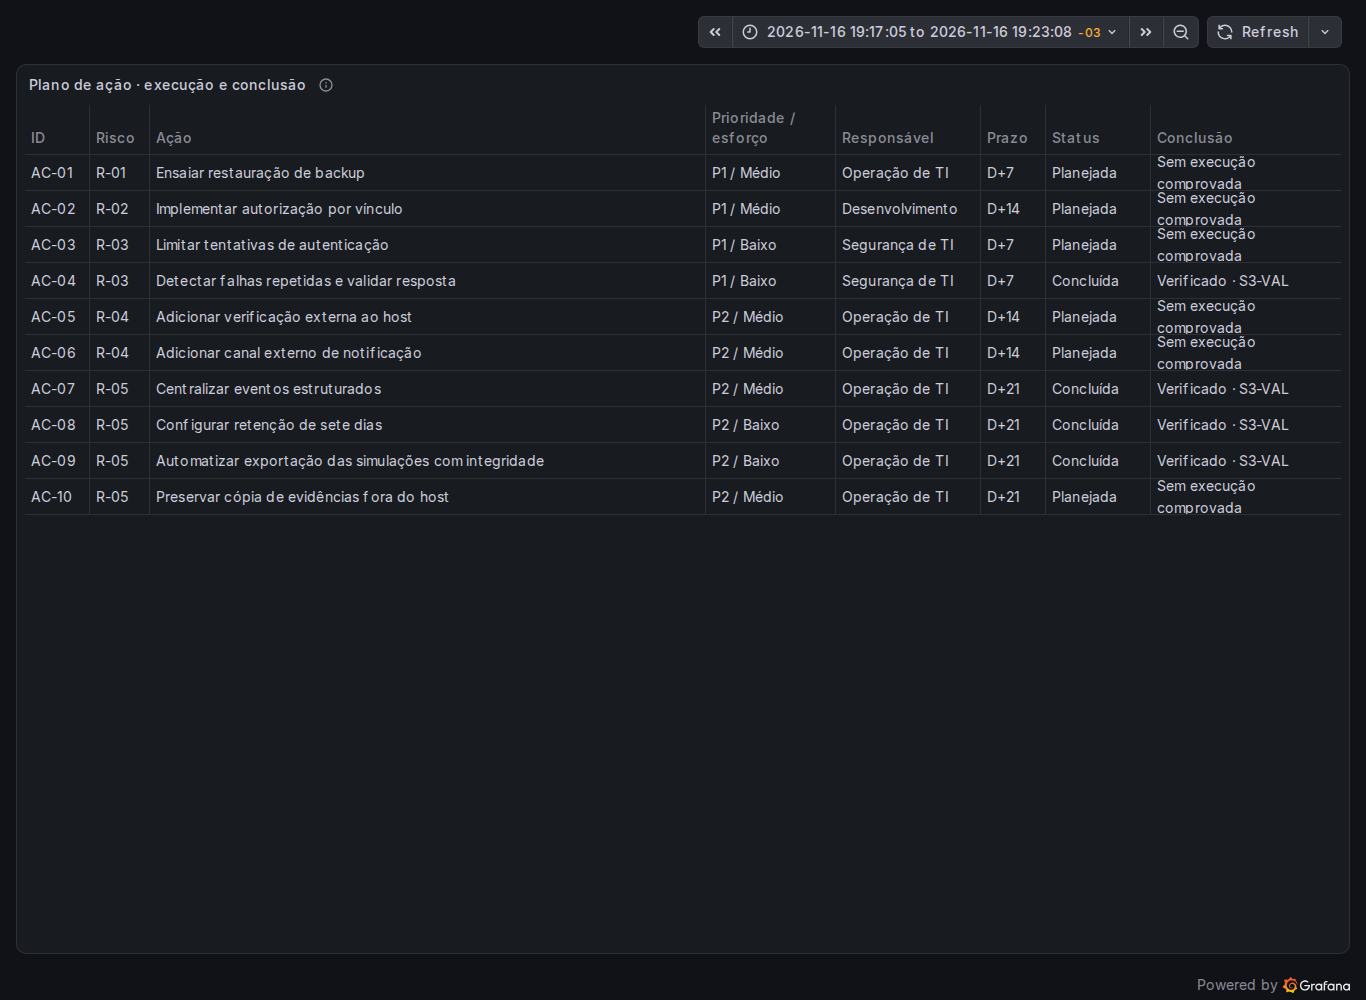 2026-11-16 19:17:05 to 2026-11-16 19:23:08 -03 Refresh
Plano de ação · execução e conclusão
ID Risco Ação Prioridade / esforço Responsável Prazo Status Conclusão
AC-01 R-01 Ensaiar restauração de backup P1 / Médio Operação de TI D+7 Planejada Sem execução comprovada
AC-02 R-02 Implementar autorização por vínculo P1 / Médio Desenvolvimento D+14 Planejada Sem execução comprovada
AC-03 R-03 Limitar tentativas de autenticação P1 / Baixo Segurança de TI D+7 Planejada Sem execução comprovada
AC-04 R-03 Detectar falhas repetidas e validar resposta P1 / Baixo Segurança de TI D+7 Concluída Verificado · S3-VAL
AC-05 R-04 Adicionar verificação externa ao host P2 / Médio Operação de TI D+14 Planejada Sem execução comprovada
AC-06 R-04 Adicionar canal externo de notificação P2 / Médio Operação de TI D+14 Planejada Sem execução comprovada
AC-07 R-05 Centralizar eventos estruturados P2 / Médio Operação de TI D+21 Concluída Verificado · S3-VAL
AC-08 R-05 Configurar retenção de sete dias P2 / Baixo Operação de TI D+21 Concluída Verificado · S3-VAL
AC-09 R-05 Automatizar exportação das simulações com integridade P2 / Baixo Operação de TI D+21 Concluída Verificado · S3-VAL
AC-10 R-05 Preservar cópia de evidências fora do host P2 / Médio Operação de TI D+21 Planejada Sem execução comprovada
Powered by Grafana